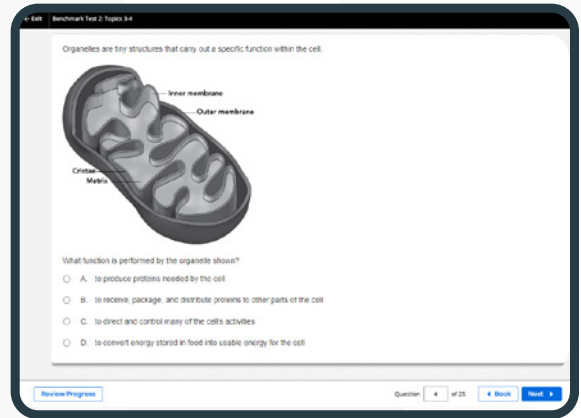 ← Exit Benchmark Test 2: Topics 3-4
Organelles are tiny structures that carry out a specific function within the cell.
Inner membrane
Outer membrane
Cristae
Matrix
What function is performed by the organelle shown?
A. to produce proteins needed by the cell
B. to receive, package, and distribute proteins to other parts of the cell
C. to direct and control many of the cell's activities
D. to convert energy stored in food into usable energy for the cell
Review Progress Question 4 of 25 Back Next